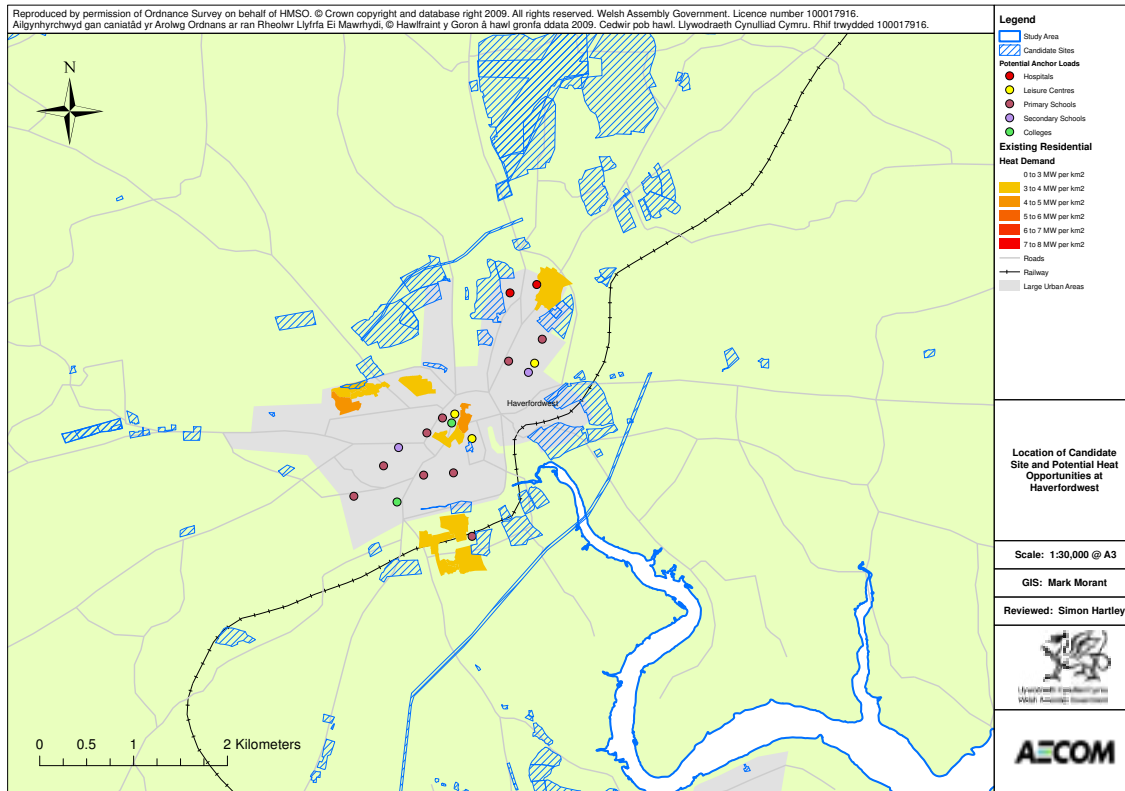 Reproduced by permission of Ordnance Survey on behalf of HMSO. © Crown copyright and database right 2009. All rights reserved. Welsh Assembly Government. Licence number 100017916.
Ailgynhyrchwyd gan caniatâd yr Arolwg Ordnans ar ran Rheolwr Llyfrfa Ei Mawrhydi, © Hawlfraint y Goron â hawl gronfa ddata 2009. Cedwir pob hawl. Llywodraeth Cynulliad Cymru. Rhif trwydded 100017916.
N
Haverfordwest
0 0.5 1 2 Kilometers
Legend
Study Area
Candidate Sites
Potential Anchor Loads
Hospitals
Leisure Centres
Primary Schools
Secondary Schools
Colleges
Existing Residential
Heat Demand
0 to 3 MW per km2
3 to 4 MW per km2
4 to 5 MW per km2
5 to 6 MW per km2
6 to 7 MW per km2
7 to 8 MW per km2
Roads
Railway
Large Urban Areas
Location of Candidate
Site and Potential Heat
Opportunities at
Haverfordwest
Scale: 1:30,000 @ A3
GIS: Mark Morant
Reviewed: Simon Hartley
Llywodraeth Cynulliad Cymru
Welsh Assembly Government
AECOM